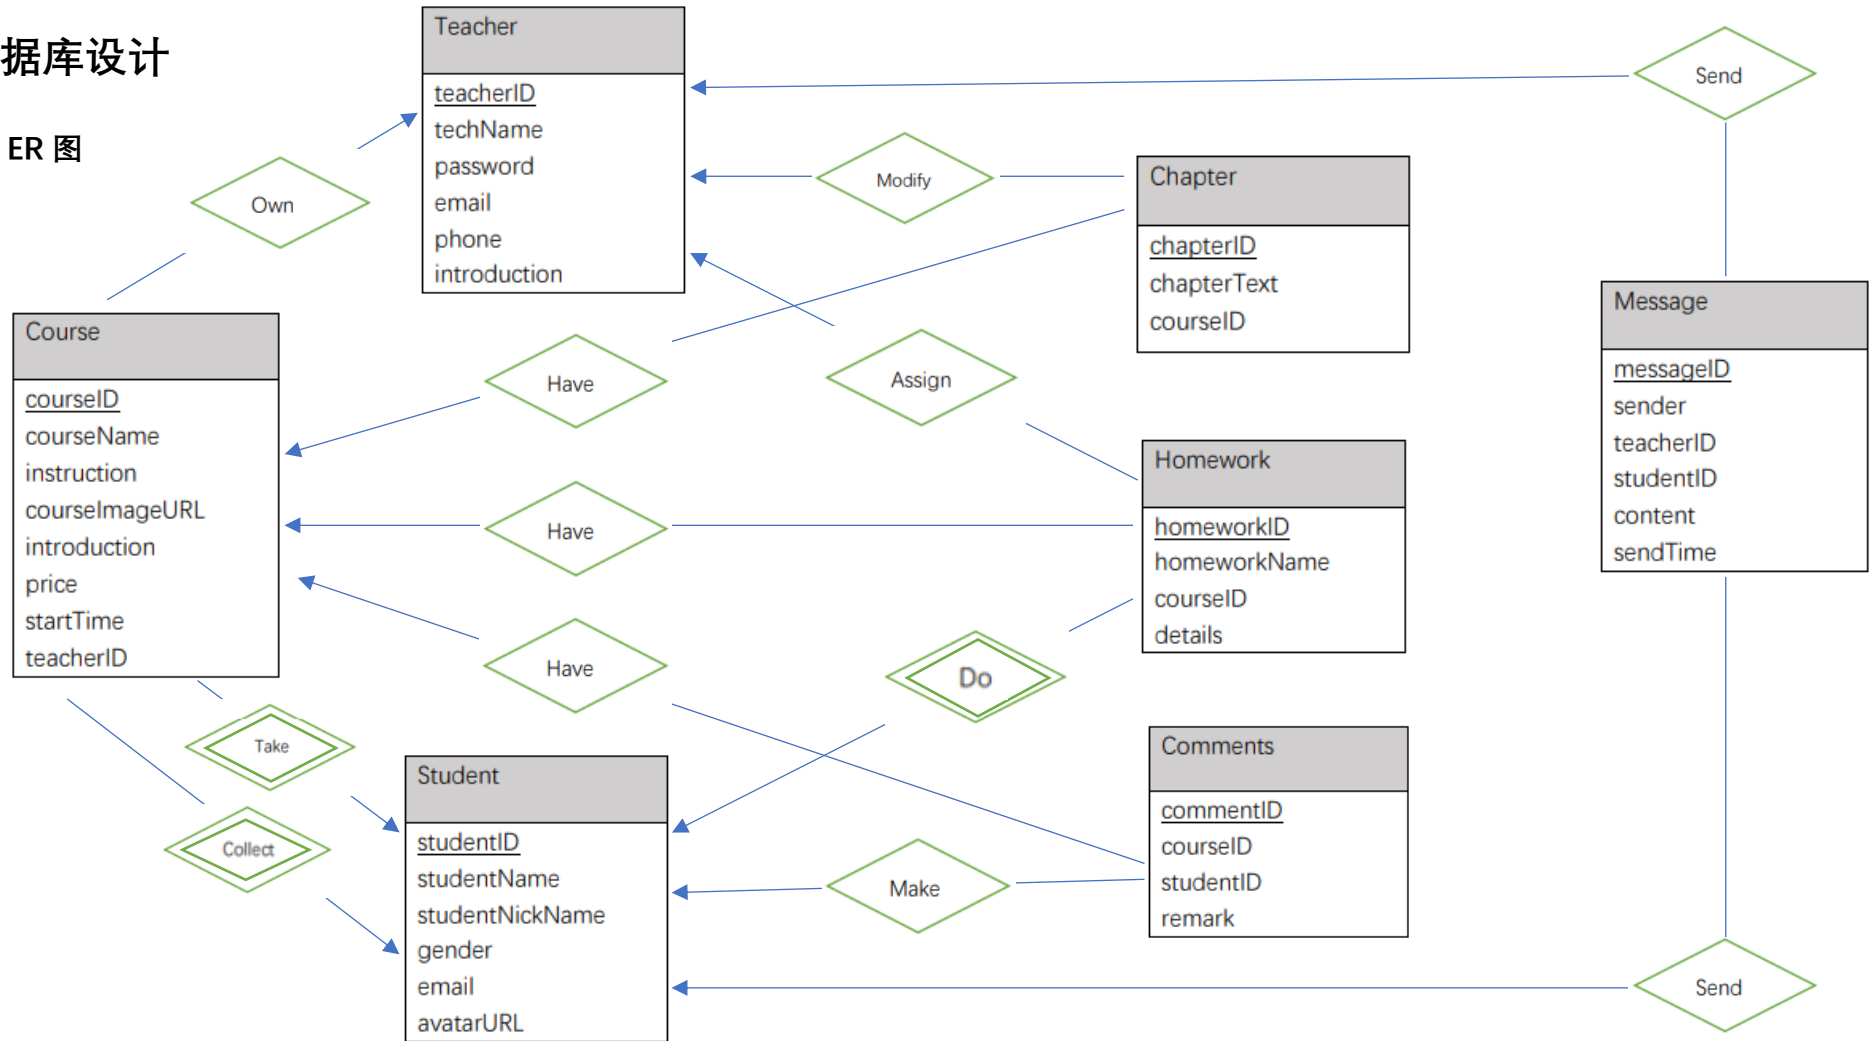 据库设计
ER 图
Teacher
teacherID
techName
password
email
phone
introduction
Send
Modify
Chapter
chapterID
chapterText
courseID
Own
Course
courseID
courseName
instruction
courseImageURL
introduction
price
startTime
teacherID
Have
Assign
Message
messageID
sender
teacherID
studentID
content
sendTime
Have
Homework
homeworkID
homeworkName
courseID
details
Have
Do
Take
Collect
Student
studentID
studentName
studentNickName
gender
email
avatarURL
Make
Comments
commentID
courseID
studentID
remark
Send